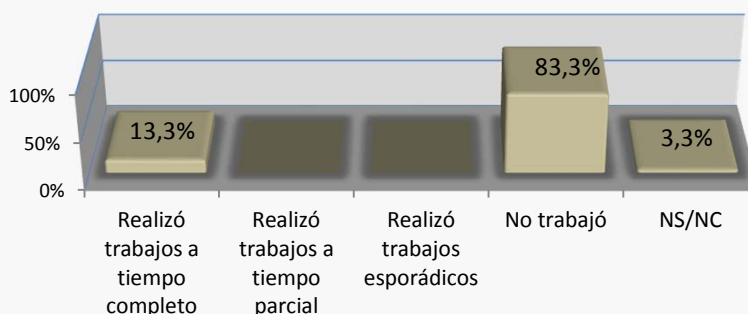 83,3%
13,3%
3,3%
100%
50%
0%
Realizó
trabajos a
tiempo
completo
Realizó
trabajos a
tiempo
parcial
Realizó
trabajos
esporádicos
No trabajó
NS/NC